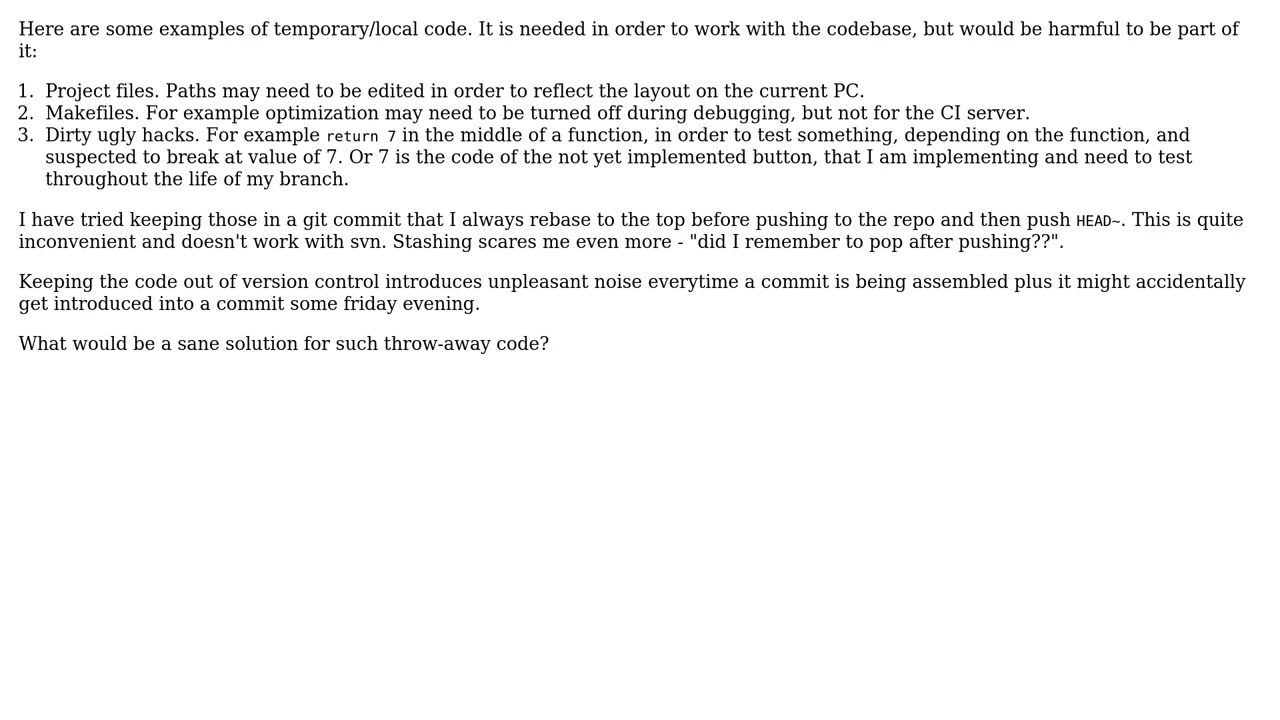 Here are some examples of temporary/local code. It is needed in order to work with the codebase, but would be harmful to be part of
it:
1. Project files. Paths may need to be edited in order to reflect the layout on the current PC.
2. Makefiles. For example optimization may need to be turned off during debugging, but not for the CI server.
3. Dirty ugly hacks. For example return 7 in the middle of a function, in order to test something, depending on the function, and
suspected to break at value of 7. Or 7 is the code of the not yet implemented button, that I am implementing and need to test
throughout the life of my branch.
I have tried keeping those in a git commit that I always rebase to the top before pushing to the repo and then push HEAD~. This is quite
inconvenient and doesn't work with svn. Stashing scares me even more - "did I remember to pop after pushing??".
Keeping the code out of version control introduces unpleasant noise everytime a commit is being assembled plus it might accidentally
get introduced into a commit some friday evening.
What would be a sane solution for such throw-away code?